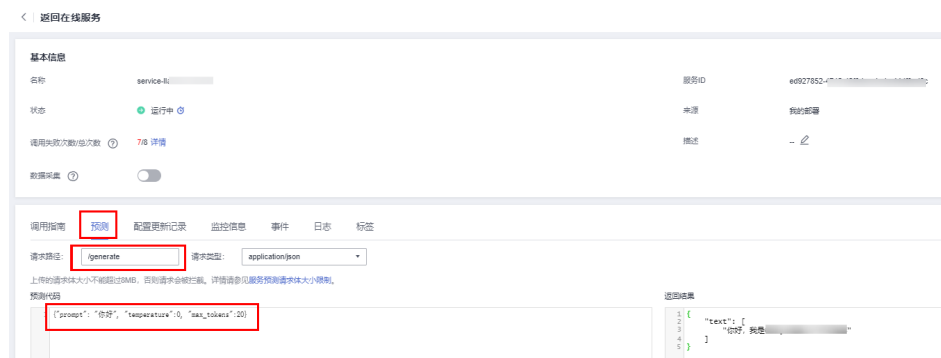 返回在线服务
基本信息
名称 service-ll 服务ID ed927852-
状态 运行中 来源 我的部署
调用失败次数/总次数 ? 7/8 详情 描述 --
数据采集 ?
调用指南 预测 配置更新记录 监控信息 事件 日志 标签
请求路径: /generate 请求类型: application/json
上传的请求体大小不能超过8MB，否则请求会被拦截。详情请参见服务预测请求体大小限制。
预测代码 返回结果
{"prompt": "你好", "temperature":0, "max_tokens":20}
1 {
2 "text": [
3 "你好，我是 "
4 ]
5 }